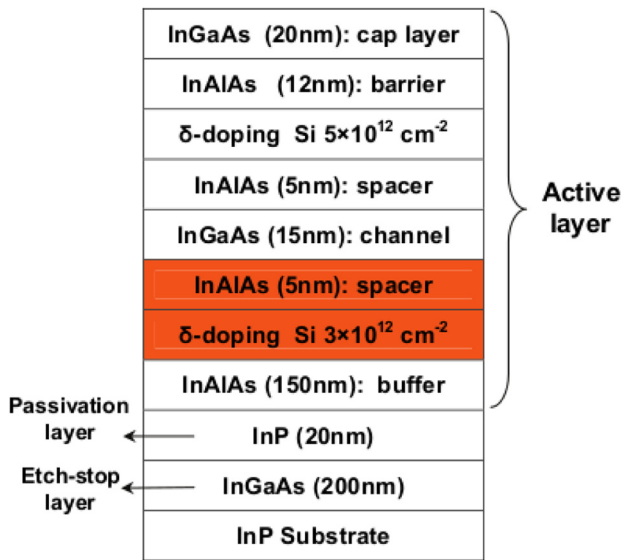 InGaAs (20nm): cap layer
InAlAs (12nm): barrier
δ-doping Si 5×10¹² cm⁻²
InAlAs (5nm): spacer
InGaAs (15nm): channel
Active
layer
InAlAs (5nm): spacer
δ-doping Si 3×10¹² cm⁻²
InAlAs (150nm): buffer
Passivation
layer
InP (20nm)
Etch-stop
layer
InGaAs (200nm)
InP Substrate